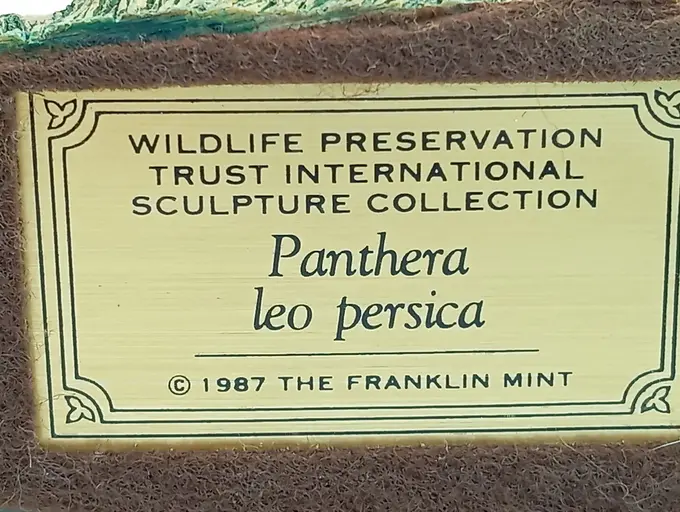 WILDLIFE PRESERVATION
TRUST INTERNATIONAL
SCULPTURE COLLECTION
Panthera
leo persica
© 1987 THE FRANKLIN MINT